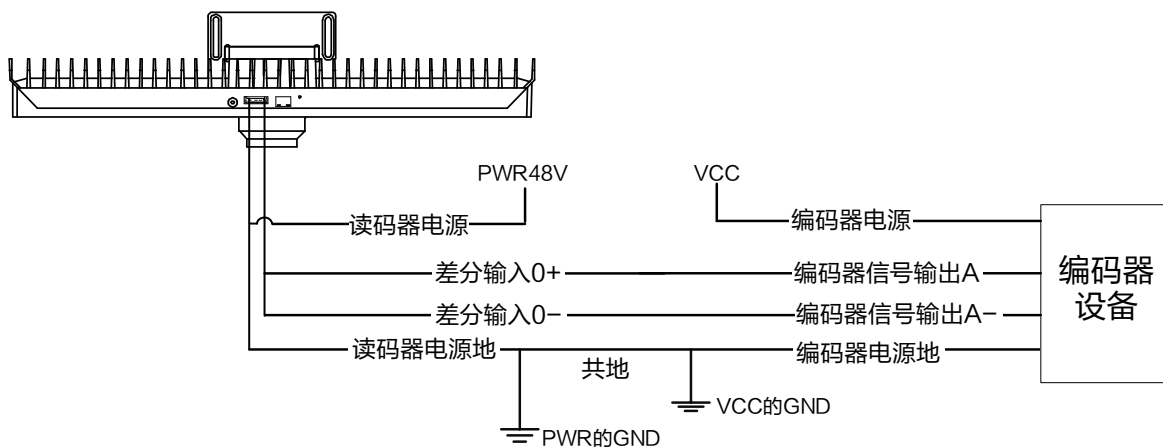 PWR48V
VCC
读码器电源
编码器电源
差分输入0+
编码器信号输出A
编码器
设备
差分输入0−
编码器信号输出A−
读码器电源地
共地
编码器电源地
VCC的GND
PWR的GND